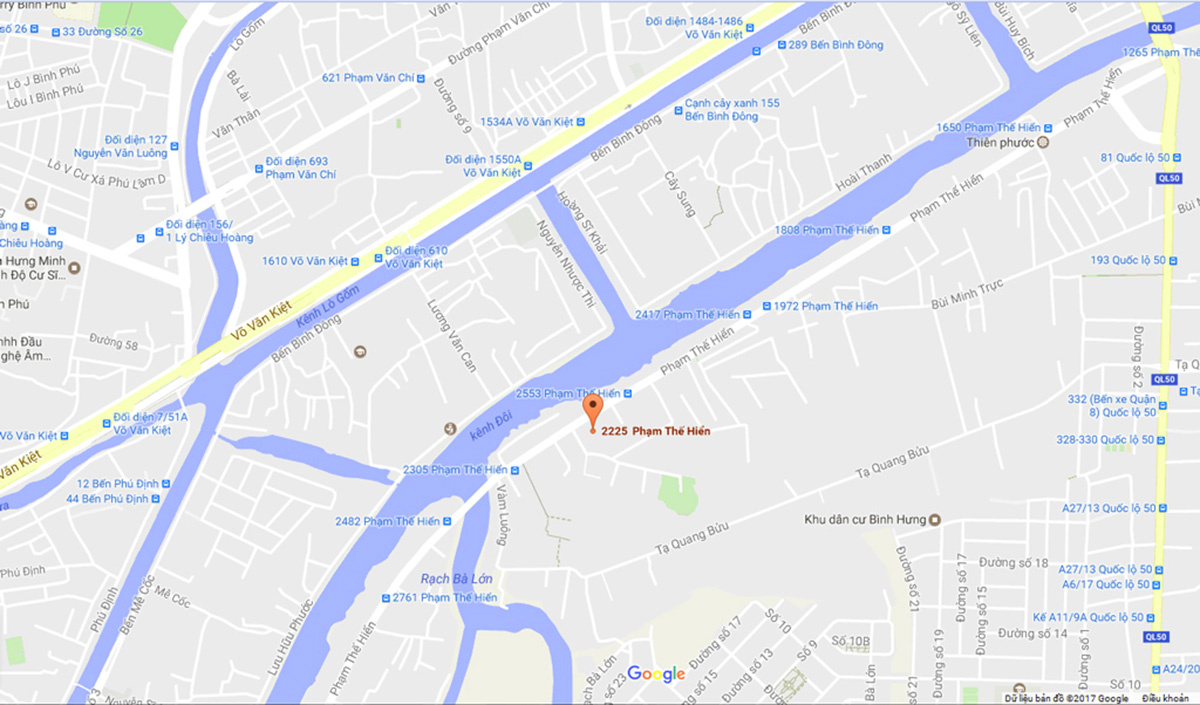 rry Bình Phú
số 26
33 Đường Số 26
Lô J Bình Phú
Lôu I Bình Phú
Lò Gốm
Bà Lài
Văn Thân
621 Phạm Văn Chí
Đường Phạm Văn Chí
Đường số 9
Đối diện 1484-1486
Võ Văn Kiệt
289 Bến Bình Đông
Bến Bình Đông
Hồ Sỹ Liên
Bùi Huy Bích
QL50
1265 Phạm Thế
Đối diện 127
Nguyễn Văn Luông
1534A Võ Văn Kiệt
Cạnh cây xanh 155
Bến Bình Đông
Bến Bình Đông
Phạm Thế Hiển
1650 Phạm Thế Hiển
Thiên phước
81 Quốc lộ 50
QL50
Lô V Cư Xá Phú Lâm D
Đối diện 693
Phạm Văn Chí
Đối diện 1550A
Võ Văn Kiệt
Hoài Thanh
Cây Sung
Phạm Thế Hiển
Đối diện 156/
1 Lý Chiêu Hoàng
Chiêu Hoàng
Hoàng Sĩ Khải
Nguyễn Nhược Thị
1808 Phạm Thế Hiển
1610 Võ Văn Kiệt
Đối diện 610
Võ Văn Kiệt
193 Quốc lộ 50
Hưng Minh
h Độ Cư Sĩ...
Kênh Lò Gốm
Võ Văn Kiệt
Bến Bình Đông
Lương Văn Can
2417 Phạm Thế Hiển
1972 Phạm Thế Hiển
Bùi Minh Trực
Phạm Thế Hiển
Đường 58
nhh Đầu
ghệ Âm...
Đường số 2
QL50
332 (Bến xe Quận
8) Quốc lộ 50
2553 Phạm Thế Hiển
2225 Phạm Thế Hiển
kênh Đôi
Đối diện 7/51A
Võ Văn Kiệt
Võ Văn Kiệt
Văn Kiệt
328-330 Quốc lộ 50
Tạ Quang Bửu
2305 Phạm Thế Hiển
12 Bến Phú Định
44 Bến Phú Định
Vàm Luông
A27/13 Quốc lộ 50
2482 Phạm Thế Hiển
Khu dân cư Bình Hưng
Tạ Quang Bửu
Phú Định
Rạch Bà Lớn
2761 Phạm Thế Hiển
Đường số 21
Đường số 17
Đường số 18
Đường số 15
A27/13 Quốc lộ 50
A6/17 Quốc lộ 50
Phú Định
Bến Mê Cốc
Mê Cốc
Lưu Hữu Phước
Phạm Thế Hiển
Kế A11/9A Quốc lộ 50
Đường số 14
QL50
Đường số 17
Số 10
Số 9
Số 10B
Đường số 19
Đường số 1
Google
Đường số 13
Đường số 15
Bà Lớn
Số 10
A24/20
Dữ liệu bản đồ ©2017 Google
Điều khoản